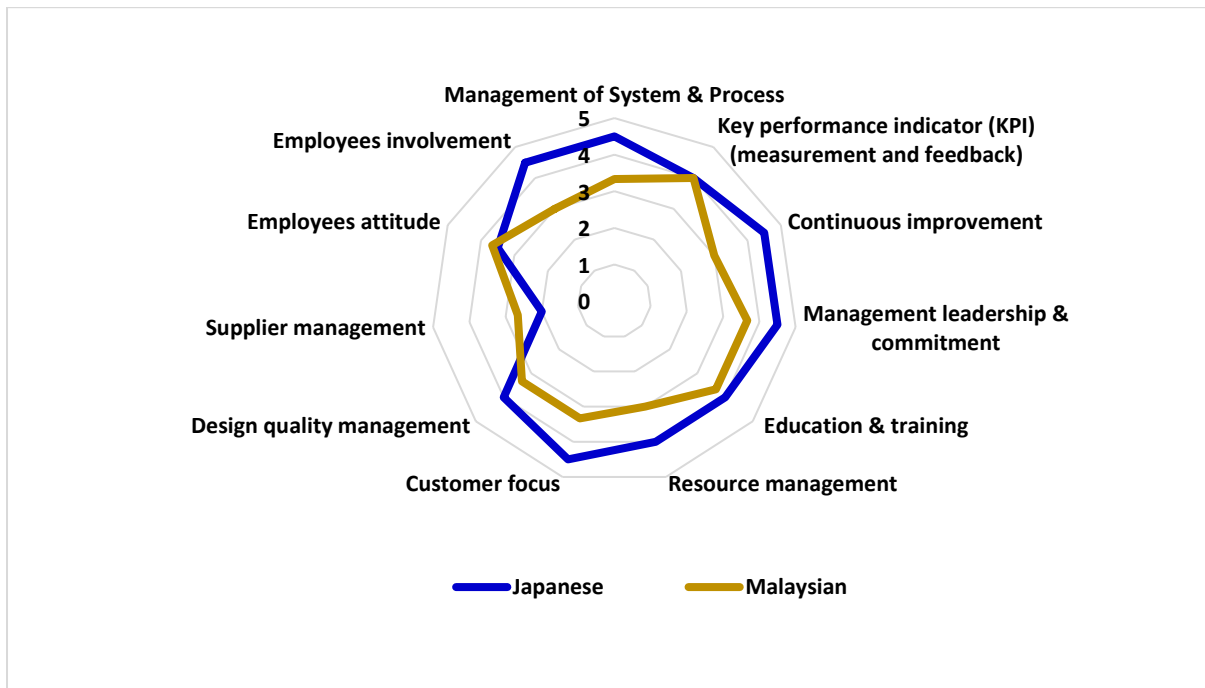 Management of System & Process
Key performance indicator (KPI)
(measurement and feedback)
Continuous improvement
Management leadership &
commitment
Education & training
Resource management
Customer focus
Design quality management
Supplier management
Employees attitude
Employees involvement
5
4
3
2
1
0
Japanese
Malaysian